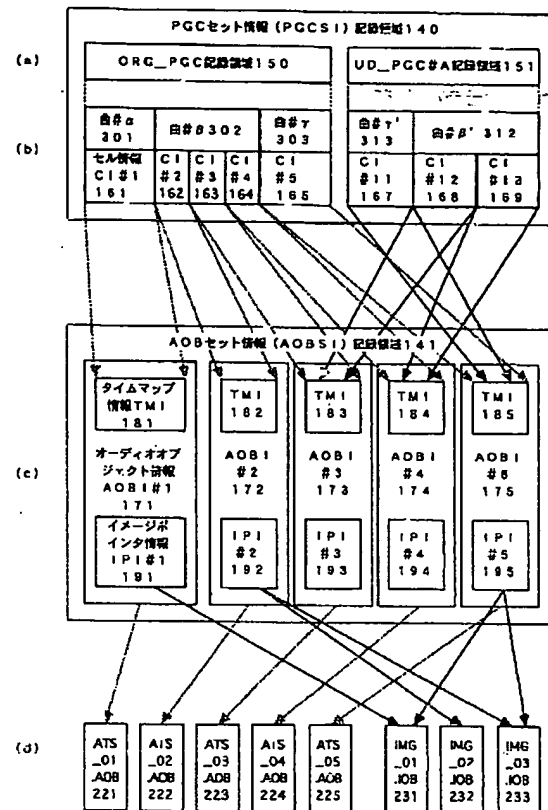 PGCセット情報 (PGCSI) 記録領域140
(a)
ORG_PGC記録領域150
UD_PGC#A記録領域151
(b)
曲#α
301
曲#β302
曲#γ
303
曲#γ'
313
曲#β' 312
セル情報
CI#1
161
CI
#2
162
CI
#3
163
CI
#4
164
CI
#5
165
CI
#11
167
CI
#12
168
CI
#13
169
AOBセット情報 (AOBSI) 記録領域141
(c)
タイムマップ
情報TMI
181
TMI
182
TMI
183
TMI
184
TMI
185
オーディオオブ
ジェクト情報
AOBI#1
171
AOBI
#2
172
AOBI
#3
173
AOBI
#4
174
AOBI
175
イメージポ
インタ情報
IPI#1
191
IPI
#2
192
IPI
#3
193
IPI
#4
194
IPI
#5
195
(d)
ATS
_01
.AOB
221
ATS
_02
.AOB
222
ATS
_03
.AOB
223
ATS
_04
.AOB
224
ATS
_05
.AOB
225
IMG
_01
.IOB
231
IMG
_02
.IOB
232
IMG
_03
.IOB
233